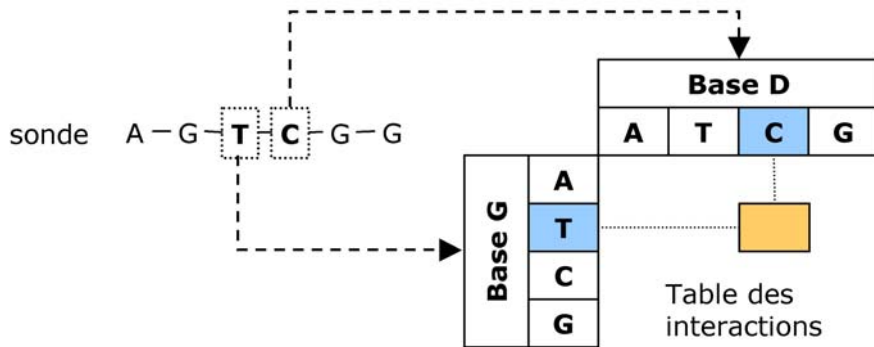 sonde A G T C G G
Base D
A T C G
Base G
A
T
C
G
Table des
interactions